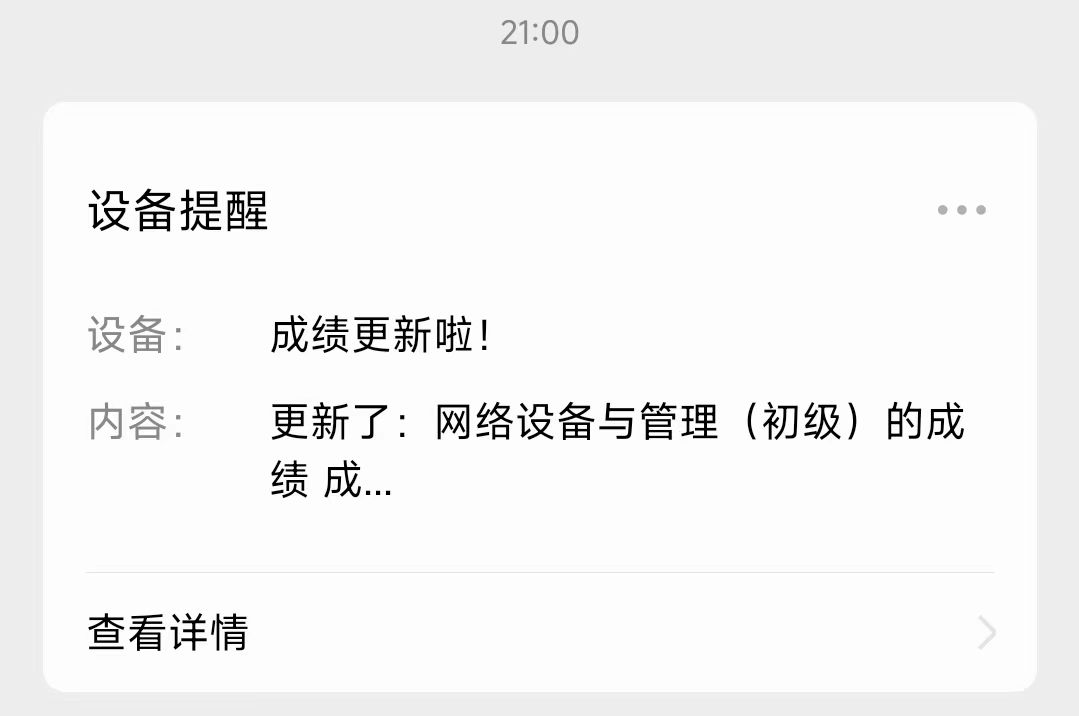 21:00
设备提醒
设备： 成绩更新啦！
内容： 更新了：网络设备与管理（初级）的成
绩 成...
查看详情